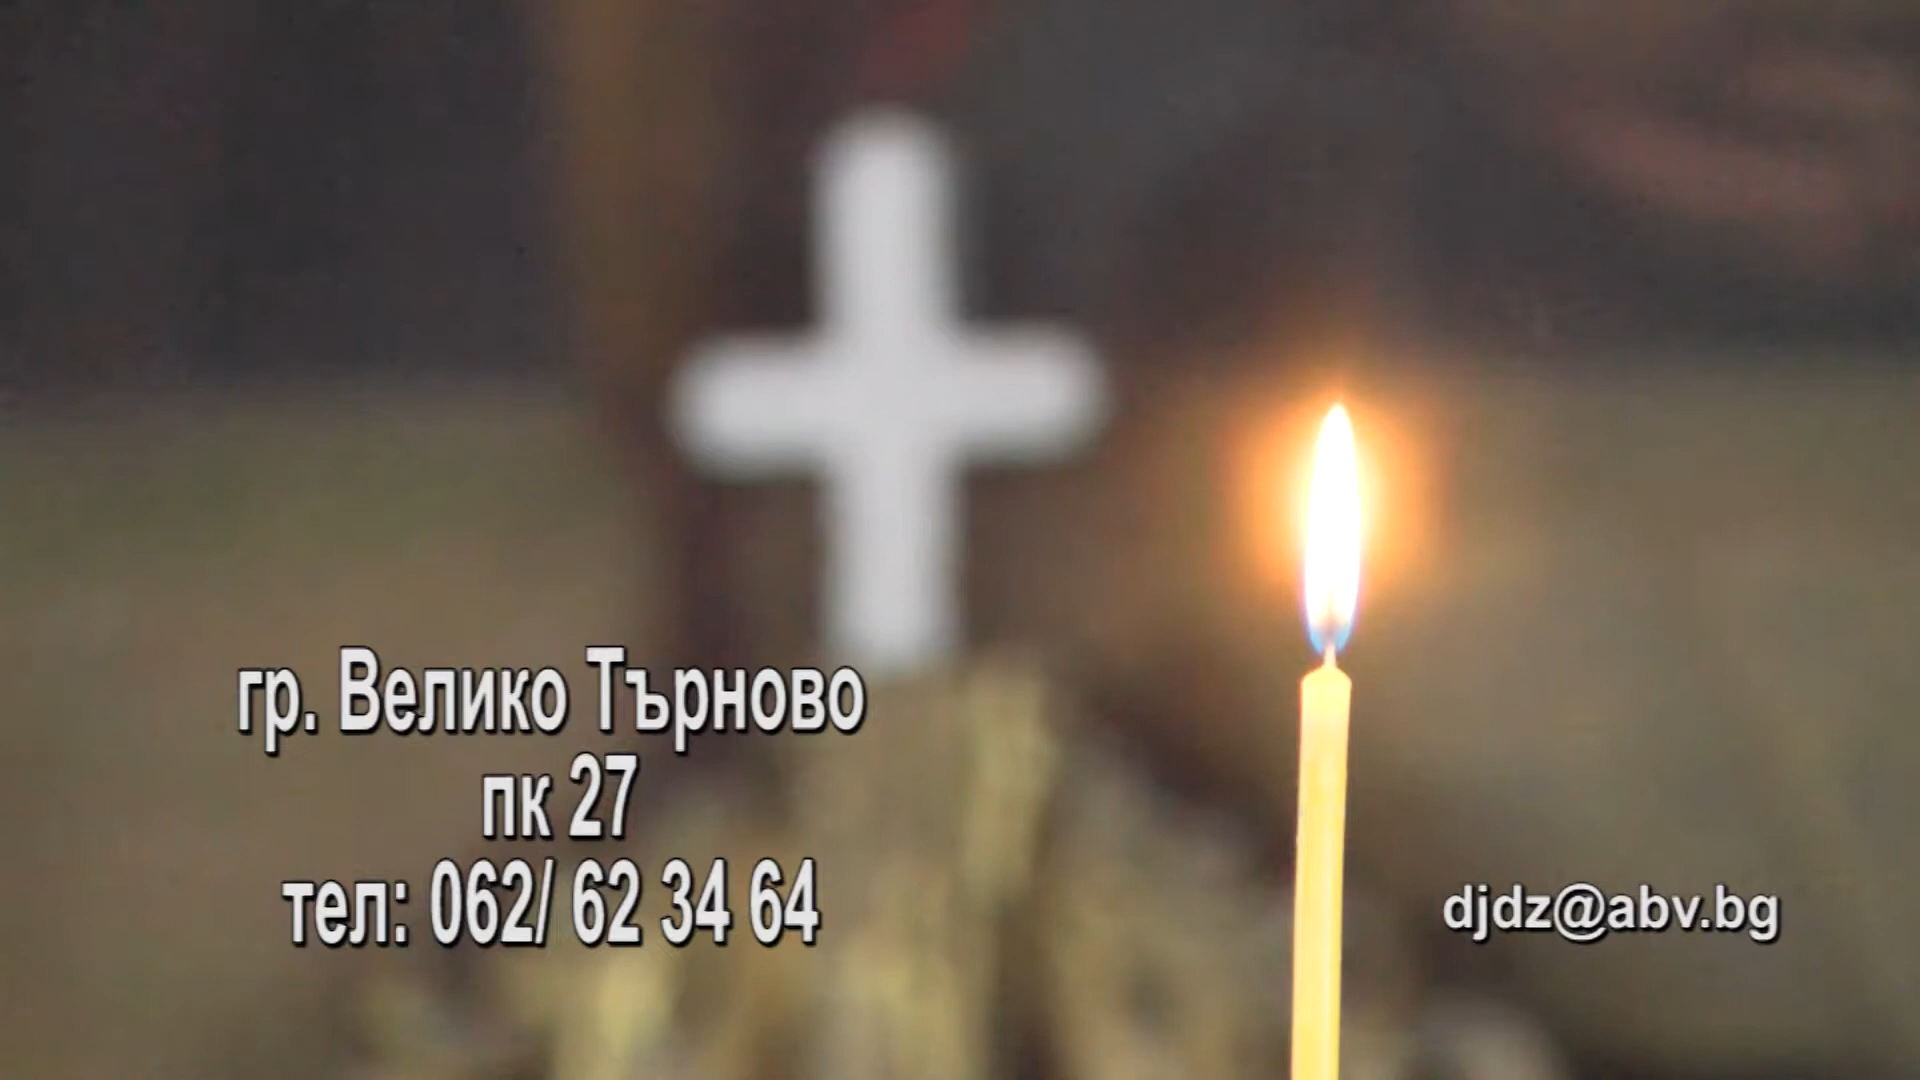 гр. Велико Търново
пк 27
тел: 062/ 62 34 64
djdz@abv.bg